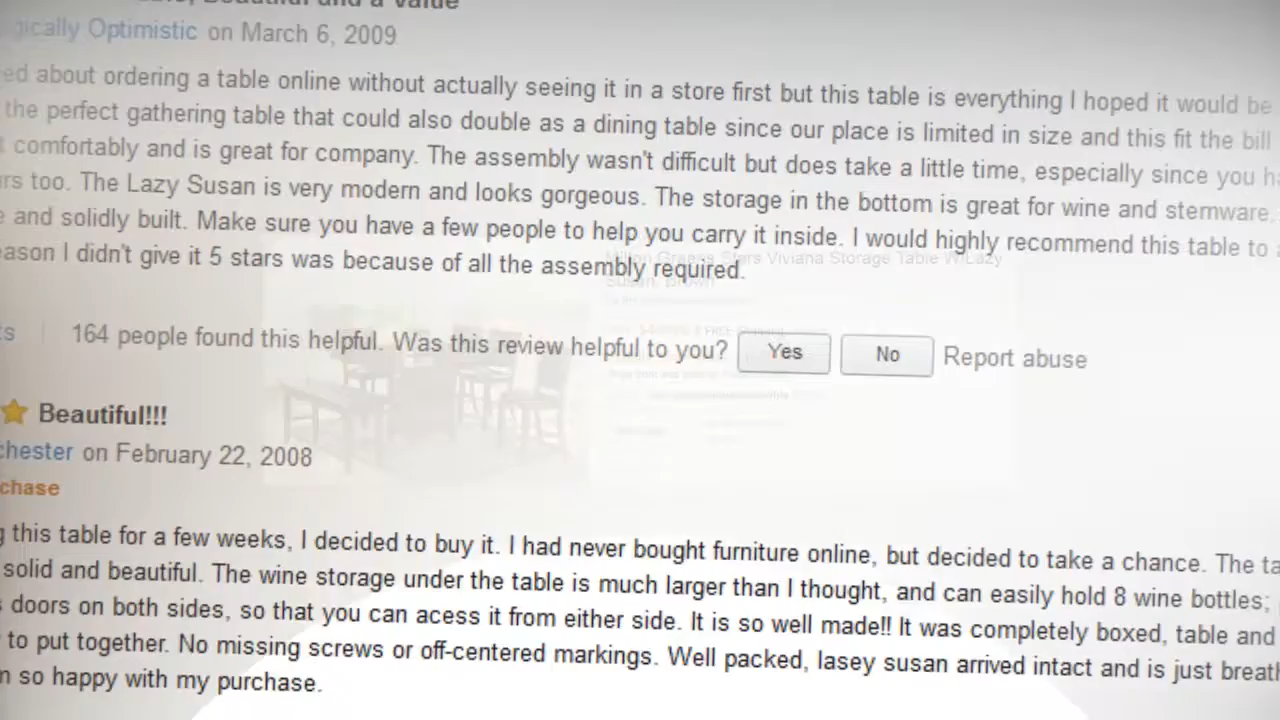 Beautiful and a value
gically Optimistic on March 6, 2009
ed about ordering a table online without actually seeing it in a store first but this table is everything I hoped it would be
the perfect gathering table that could also double as a dining table since our place is limited in size and this fit the bill
comfortably and is great for company. The assembly wasn't difficult but does take a little time, especially since you ha
rs too. The Lazy Susan is very modern and looks gorgeous. The storage in the bottom is great for wine and stemware.
e and solidly built. Make sure you have a few people to help you carry it inside. I would highly recommend this table to
ason I didn't give it 5 stars was because of all the assembly required.
Viviana Storage Table W/Lazy
Susan, Brown
ts 164 people found this helpful. Was this review helpful to you? Yes No Report abuse
Beautiful!!!
chester on February 22, 2008
chase
g this table for a few weeks, I decided to buy it. I had never bought furniture online, but decided to take a chance. The ta
solid and beautiful. The wine storage under the table is much larger than I thought, and can easily hold 8 wine bottles;
s doors on both sides, so that you can acess it from either side. It is so well made!! It was completely boxed, table and
to put together. No missing screws or off-centered markings. Well packed, lasey susan arrived intact and is just breath
n so happy with my purchase.